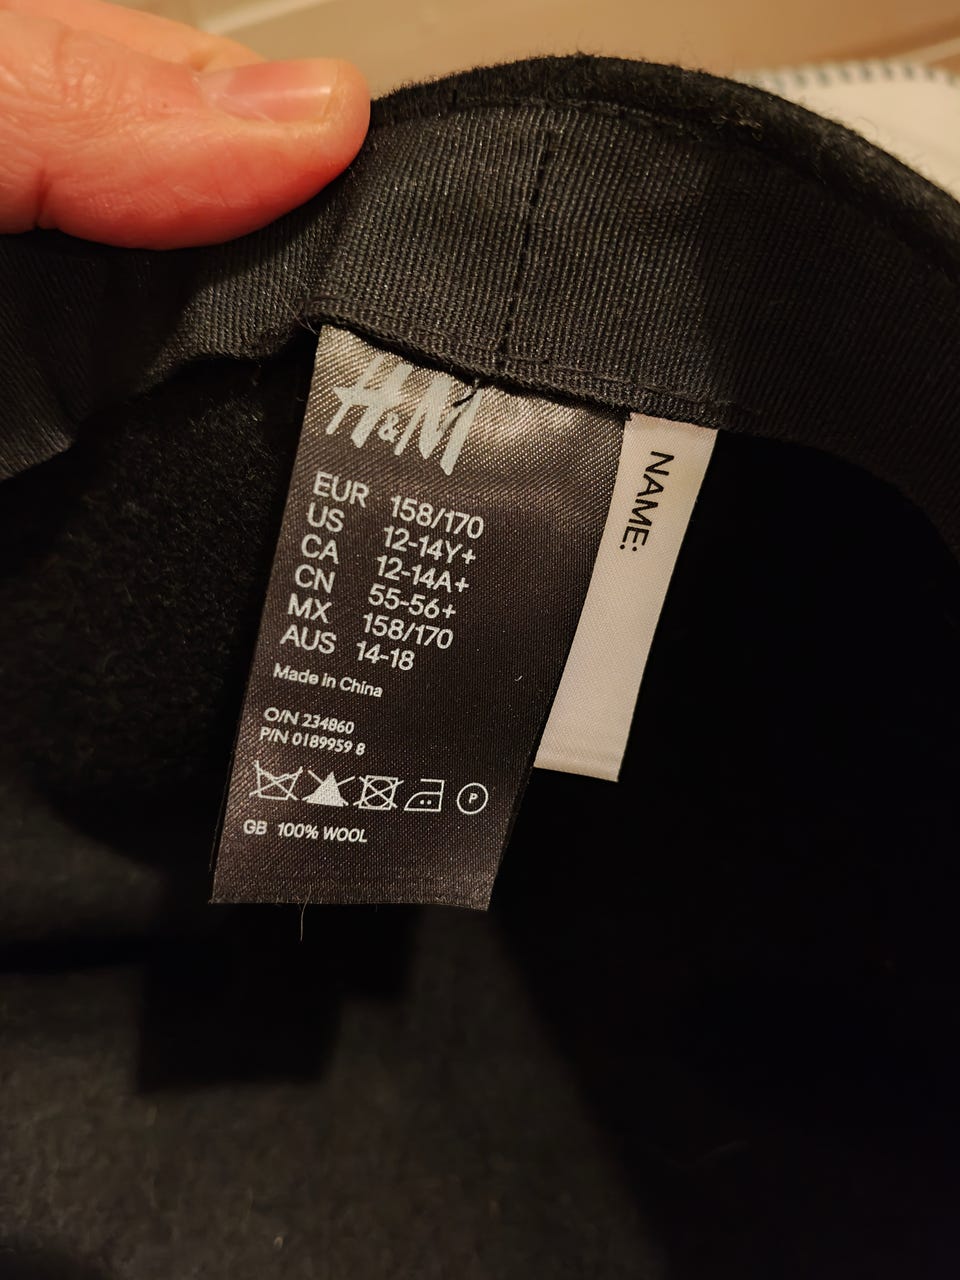 H&M
EUR 158/170
US 12-14Y+
CA 12-14A+
CN 55-56+
MX 158/170
AUS 14-18
Made in China
O/N 234860
P/N 0189959 8
P
GB 100% WOOL
NAME: